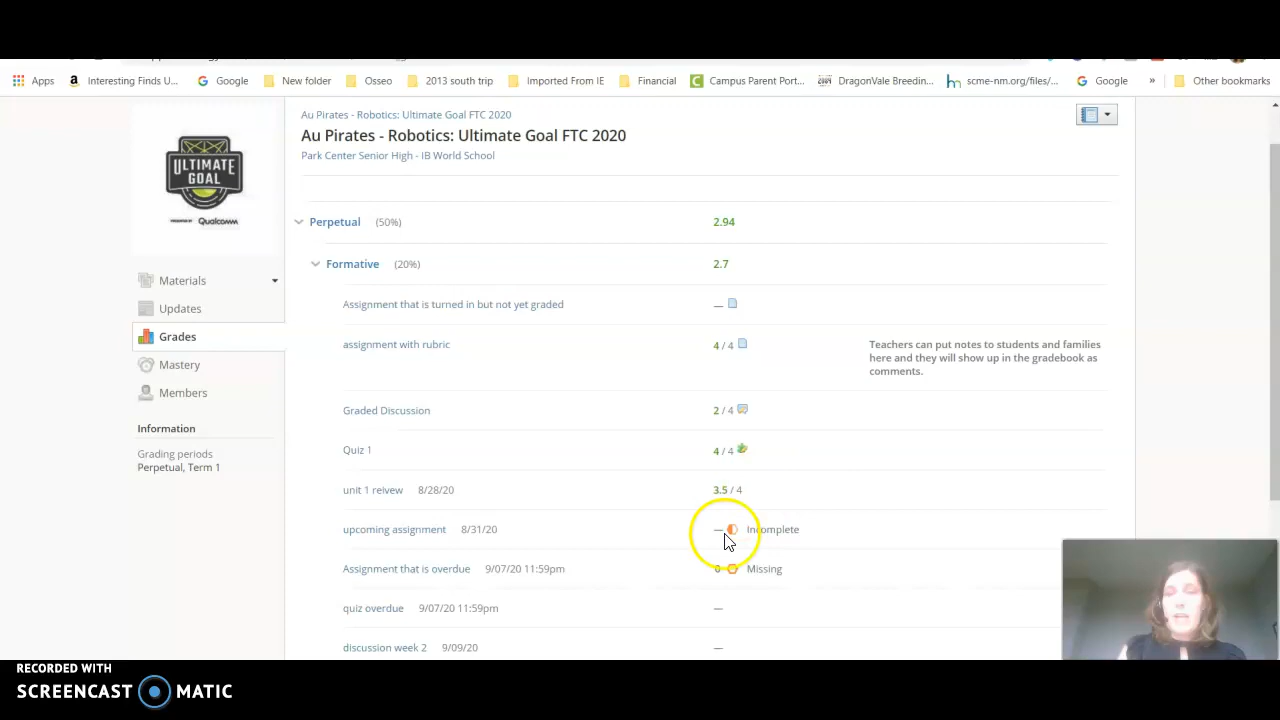 Apps
Interesting Finds U...
Google
New folder
Osseo
2013 south trip
Imported From IE
Financial
Campus Parent Port...
DragonVale Breedin...
scme-nm.org/files/...
Google
»
Other bookmarks
ULTIMATE
GOAL
PRESENTED BY Qualcomm
Au Pirates - Robotics: Ultimate Goal FTC 2020
Au Pirates - Robotics: Ultimate Goal FTC 2020
Park Center Senior High - IB World School
Materials
Updates
Grades
Mastery
Members
Information
Grading periods
Perpetual, Term 1
Perpetual (50%) 2.94
Formative (20%) 2.7
Assignment that is turned in but not yet graded —
assignment with rubric 4 / 4 Teachers can put notes to students and families
here and they will show up in the gradebook as
comments.
Graded Discussion 2 / 4
Quiz 1 4 / 4
unit 1 reivew 8/28/20 3.5 / 4
upcoming assignment 8/31/20 — Incomplete
Assignment that is overdue 9/07/20 11:59pm 0 Missing
quiz overdue 9/07/20 11:59pm —
discussion week 2 9/09/20 —
RECORDED WITH
SCREENCAST MATIC